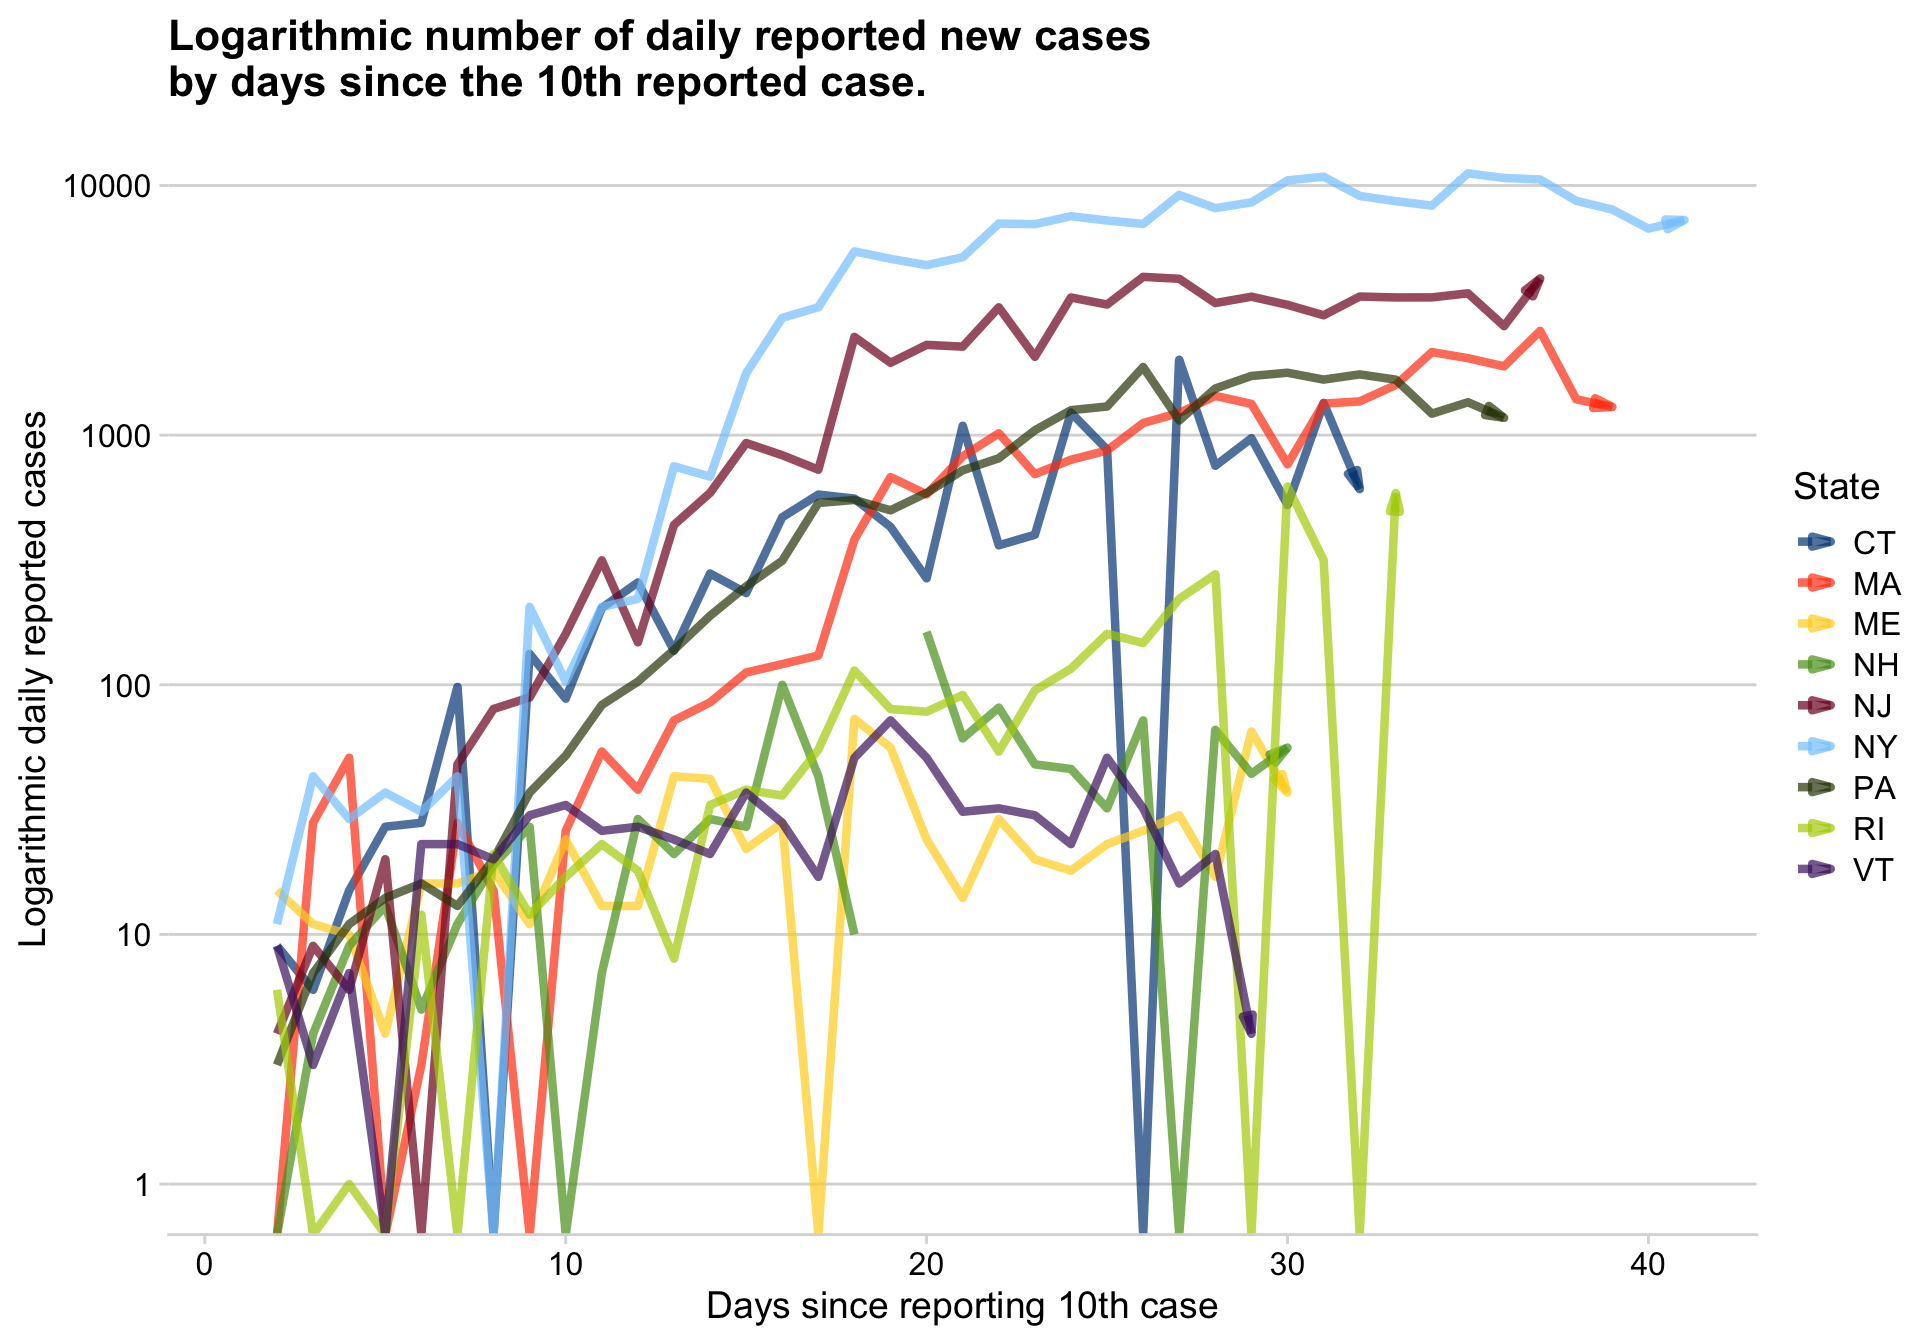 Logarithmic number of daily reported new cases
by days since the 10th reported case.
10000
1000
100
10
1
Logarithmic daily reported cases
0
10
20
30
40
Days since reporting 10th case
State
CT
MA
ME
NH
NJ
NY
PA
RI
VT